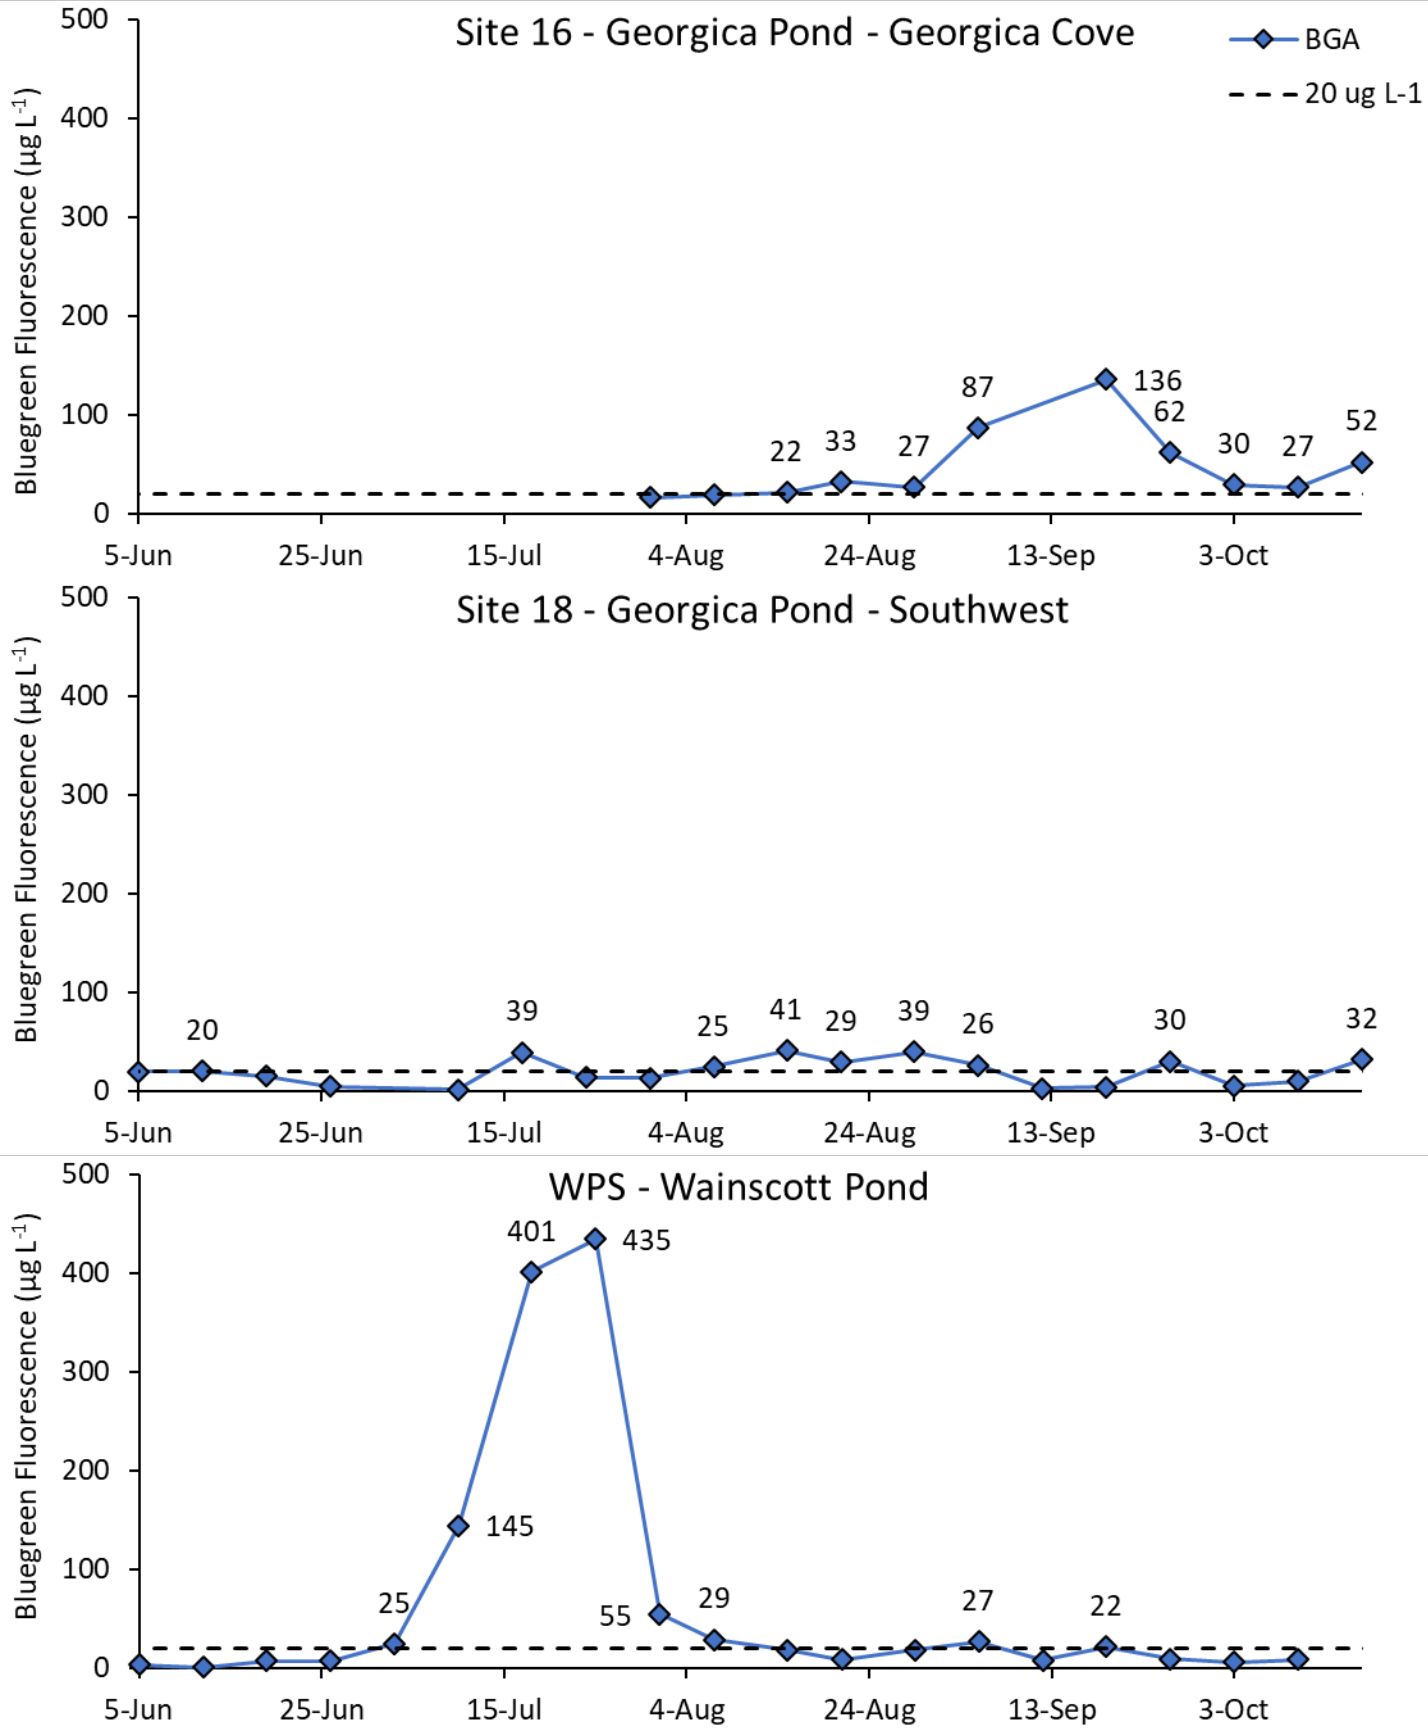 Site 16 - Georgica Pond - Georgica Cove
BGA
20 ug L-1
Bluegreen Fluorescence (µg L-1)
500
400
300
200
100
0
87
136
62
22
33
27
30
27
52
5-Jun
25-Jun
15-Jul
4-Aug
24-Aug
13-Sep
3-Oct
Site 18 - Georgica Pond - Southwest
Bluegreen Fluorescence (µg L-1)
500
400
300
200
100
0
20
39
25
41
29
39
26
30
32
5-Jun
25-Jun
15-Jul
4-Aug
24-Aug
13-Sep
3-Oct
WPS - Wainscott Pond
Bluegreen Fluorescence (µg L-1)
500
400
300
200
100
0
401
435
145
25
55
29
27
22
5-Jun
25-Jun
15-Jul
4-Aug
24-Aug
13-Sep
3-Oct